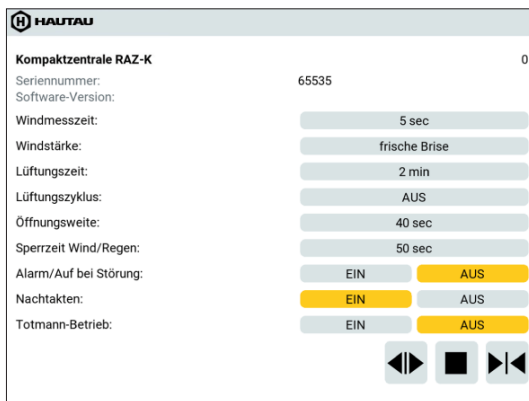 HAUTAU
Kompaktzentrale RAZ-K 0
Seriennummer: 65535
Software-Version:
Windmesszeit: 5 sec
Windstärke: frische Brise
Lüftungszeit: 2 min
Lüftungszyklus: AUS
Öffnungsweite: 40 sec
Sperrzeit Wind/Regen: 50 sec
Alarm/Auf bei Störung: EIN AUS
Nachtakten: EIN AUS
Totmann-Betrieb: EIN AUS